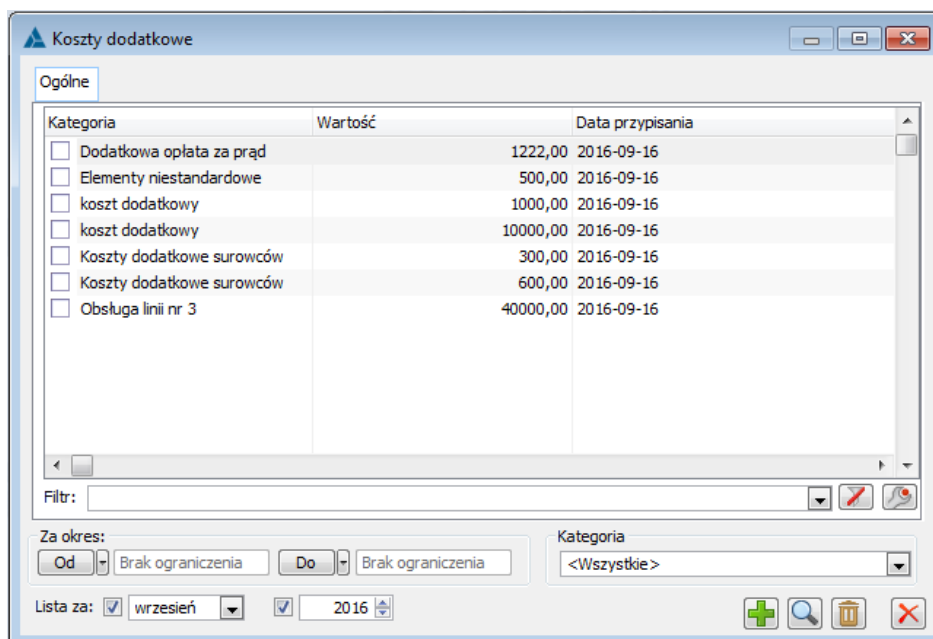 Koszty dodatkowe
Ogólne
Kategoria Wartość Data przypisania
Dodatkowa opłata za prąd 1222,00 2016-09-16
Elementy niestandardowe 500,00 2016-09-16
koszt dodatkowy 1000,00 2016-09-16
koszt dodatkowy 10000,00 2016-09-16
Koszty dodatkowe surowców 300,00 2016-09-16
Koszty dodatkowe surowców 600,00 2016-09-16
Obsługa linii nr 3 40000,00 2016-09-16
Filtr:
Za okres: Kategoria
Od Brak ograniczenia Do Brak ograniczenia <Wszystkie>
Lista za: wrzesień 2016